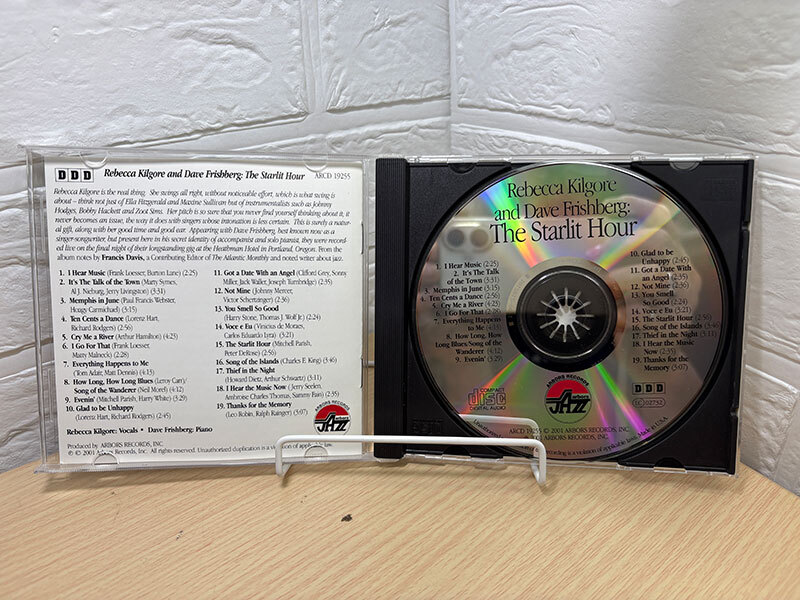 DDD Rebecca Kilgore and Dave Frishberg: The Starlit Hour ARCD 19255
Rebecca Kilgore is the real thing. She swings all right, without noticeable effort, which is what swing is
about – think not just of Ella Fitzgerald and Maxine Sullivan but of instrumentalists such as Johnny
Hodges, Bobby Hackett and Zoot Sims. Her pitch is so sure that you never find yourself thinking about it, it
never becomes an issue, the way it does with singers whose intonation is less certain. This is surely a natur-
al gift, along with her good time and good ear. Appearing with Dave Frishberg, best known now as a
singer-songwriter, but present here in his secret identity of accompanist and solo pianist, they were record-
ed live on the final night of their longstanding gig at the Heathman Hotel in Portland, Oregon. From the
album notes by Francis Davis, a Contributing Editor of The Atlantic Monthly and noted writer about jazz.
1. I Hear Music (Frank Loesser, Burton Lane) (2:25)
2. It's The Talk of the Town (Marty Symes,
Al J. Nieburg, Jerry Livingston) (3:31)
3. Memphis in June (Paul Francis Webster,
Hoagy Carmichael) (3:15)
4. Ten Cents a Dance (Lorenz Hart,
Richard Rodgers) (2:56)
5. Cry Me a River (Arthur Hamilton) (4:23)
6. I Go For That (Frank Loesser,
Matty Malneck) (2:28)
7. Everything Happens to Me
(Tom Adair, Matt Dennis) (4:13)
8. How Long, How Long Blues (Leroy Carr)/
Song of the Wanderer (Neil Moret) (4:12)
9. Evenin' (Mitchell Parish, Harry White) (3:29)
10. Glad to be Unhappy
(Lorenz Hart, Richard Rodgers) (2:45)
11. Got a Date With an Angel (Clifford Grey, Sonny
Miller, Jack Waller, Joseph Tunnbridge) (2:35)
12. Not Mine (Johnny Mercer,
Victor Schertzinger) (2:36)
13. You Smell So Good
(Harry Stone, Thomas J. Wolf Jr.) (2:24)
14. Voce e Eu (Vinicius de Moraes,
Carlos Eduardo Lyra) (3:21)
15. The Starlit Hour (Mitchell Parish,
Peter DeRose) (2:56)
16. Song of the Islands (Charles E. King) (3:46)
17. Thief in the Night
(Howard Dietz, Arthur Schwartz) (3:11)
18. I Hear the Music Now (Jerry Seelen,
Ambroise Charles Thomas, Sammy Fain) (2:35)
19. Thanks for the Memory
(Leo Robin, Ralph Rainger) (3:07)
Rebecca Kilgore: Vocals • Dave Frishberg: Piano
ARBORS RECORDS
JAZZ
Produced by ARBORS RECORDS, INC.
℗ © 2001 Arbors Records, Inc. All rights reserved. Unauthorized duplication is a violation of applicable laws.
Rebecca Kilgore
and Dave Frishberg:
The Starlit Hour
1. I Hear Music (2:25)
2. It's The Talk
of the Town (3:31)
3. Memphis in June (3:15)
4. Ten Cents a Dance (2:56)
5. Cry Me a River (4:23)
6. I Go For That (2:28)
7. Everything Happens
to Me (4:13)
8. How Long, How
Long Blues/Song of the
Wanderer (4:12)
9. Evenin' (3:29)
10. Glad to be
Unhappy (2:45)
11. Got a Date With
an Angel (2:35)
12. Not Mine (2:36)
13. You Smell
So Good (2:24)
14. Voce e Eu (3:21)
15. The Starlit Hour (2:56)
16. Song of the Islands (3:46)
17. Thief in the Night (3:11)
18. I Hear the Music
Now (2:35)
19. Thanks for the
Memory (3:07)
COMPACT
disc
DIGITAL AUDIO
ARBORS RECORDS
JAZZ
DDD
02732
ARCD 19255 © 2001 ARBORS RECORDS, INC.
Unauthorized recording is a violation of applicable laws. Made in U.S.A.